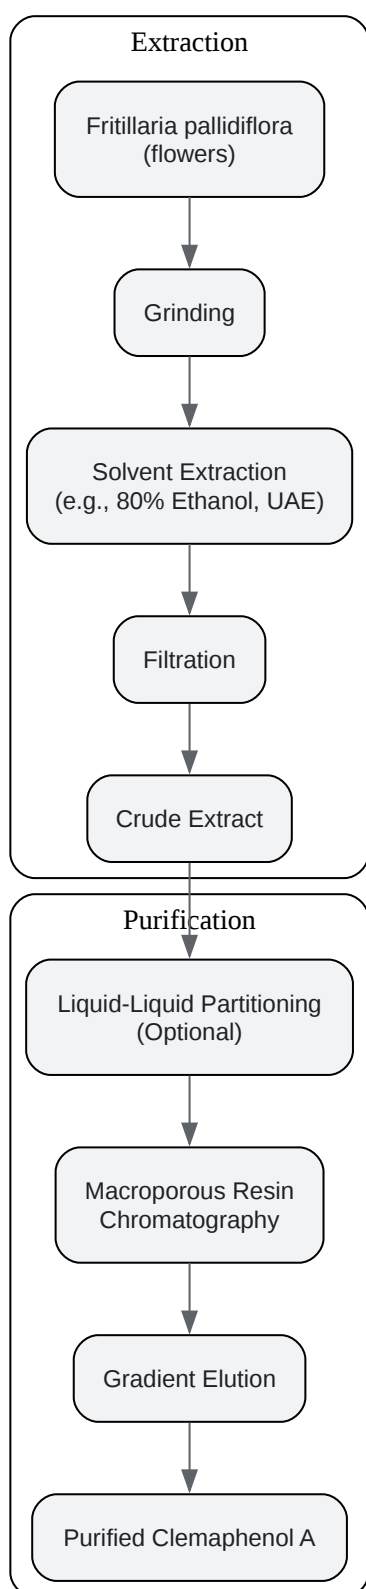 Extraction
Fritillaria pallidiflora
(flowers)
Grinding
Solvent Extraction
(e.g., 80% Ethanol, UAE)
Filtration
Crude Extract
Purification
Liquid-Liquid Partitioning
(Optional)
Macroporous Resin
Chromatography
Gradient Elution
Purified Clemaphenol A